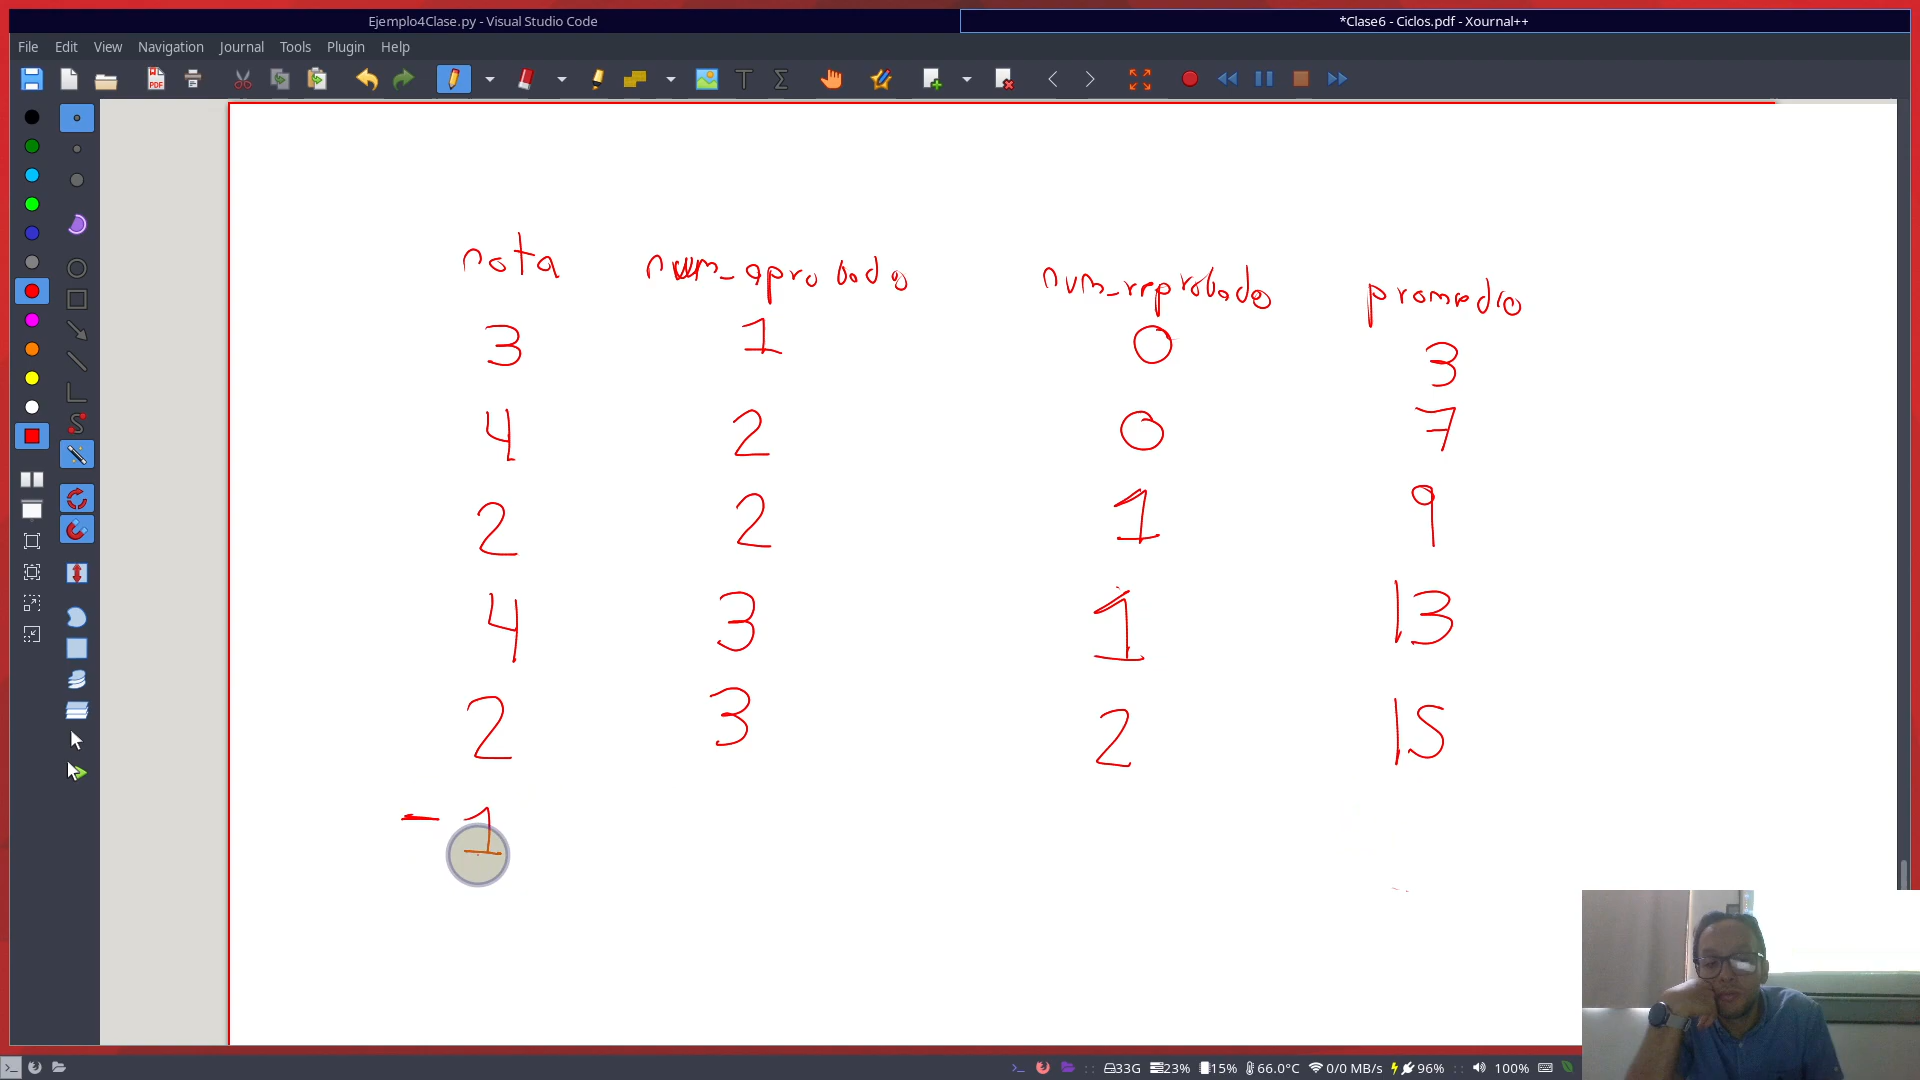 Ejemplo4Clase.py - Visual Studio Code
*Clase6 - Ciclos.pdf - Xournal++
File Edit View Navigation Journal Tools Plugin Help
nota num_aprobado num_reprobado promedio
3 1 0 3
4 2 0 7
2 2 1 9
4 3 1 13
2 3 2 15
-1
33G 23% 15% 66.0°C 0/0 MB/s 96% 100%